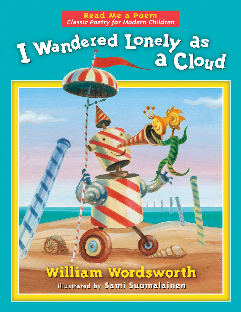 Read Me a Poem
Classic Poetry for Modern Children
I Wandered Lonely as
a Cloud
William Wordsworth
illustrated by Sami Suomalainen